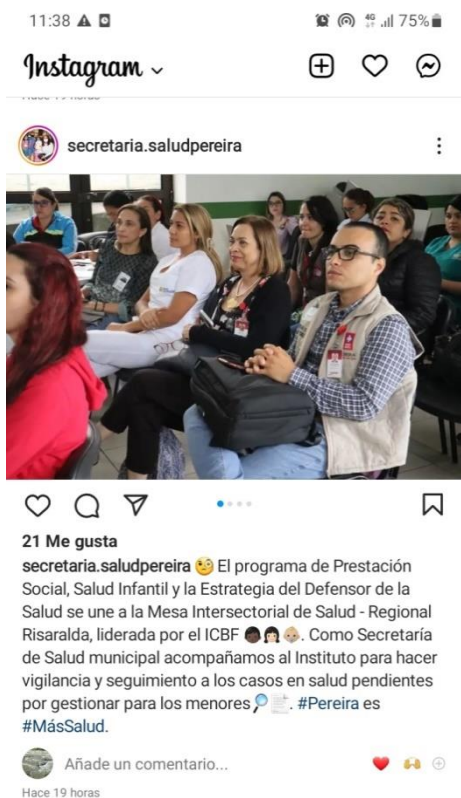 11:38
4G 75%
Instagram
Hace 19 horas
secretaria.saludpereira
21 Me gusta
secretaria.saludpereira 🧐 El programa de Prestación
Social, Salud Infantil y la Estrategia del Defensor de la
Salud se une a la Mesa Intersectorial de Salud - Regional
Risaralda, liderada por el ICBF 👦🏿👧🏻👶🏼. Como Secretaría
de Salud municipal acompañamos al Instituto para hacer
vigilancia y seguimiento a los casos en salud pendientes
por gestionar para los menores🔎📄. #Pereira es
#MásSalud.
Añade un comentario...
Hace 19 horas